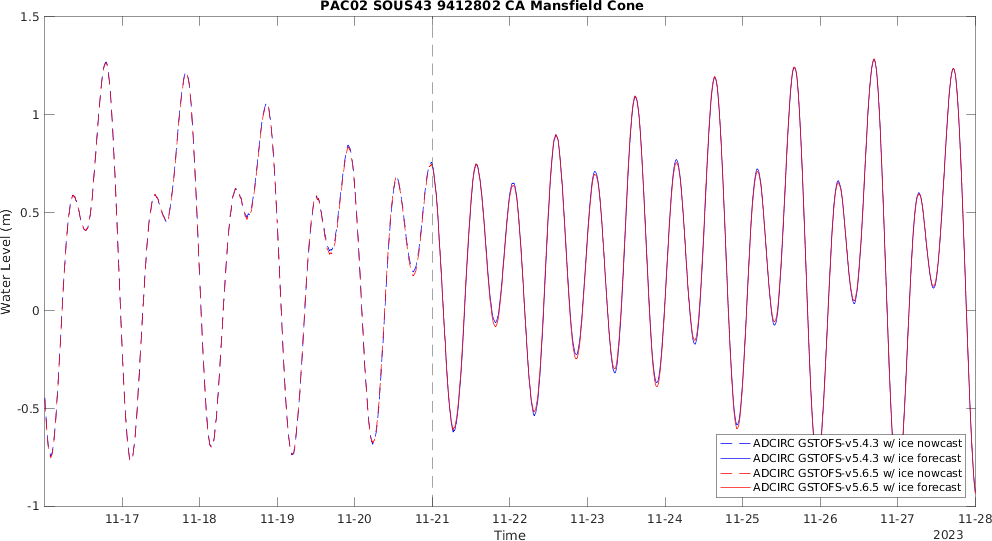 PAC02 SOUS43 9412802 CA Mansfield Cone
1.5
1
0.5
0
-0.5
-1
Water Level (m)
ADCIRC GSTOFS-v5.4.3 w/ ice nowcast
ADCIRC GSTOFS-v5.4.3 w/ ice forecast
ADCIRC GSTOFS-v5.6.5 w/ ice nowcast
ADCIRC GSTOFS-v5.6.5 w/ ice forecast
11-17 11-18 11-19 11-20 11-21 11-22 11-23 11-24 11-25 11-26 11-27 11-28
Time
2023